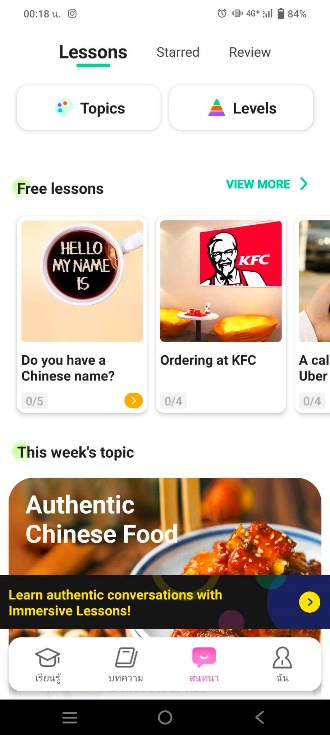 00:18 น.
4G+
84%
Lessons
Starred
Review
Topics
Levels
Free lessons
VIEW MORE
HELLO
MY NAME
IS
KFC
Do you have a
Chinese name?
0/5
Ordering at KFC
0/4
A cal
Uber
0/4
This week's topic
Authentic
Chinese Food
Learn authentic conversations with
Immersive Lessons!
เรียนรู้
บทความ
สนทนา
ฉัน